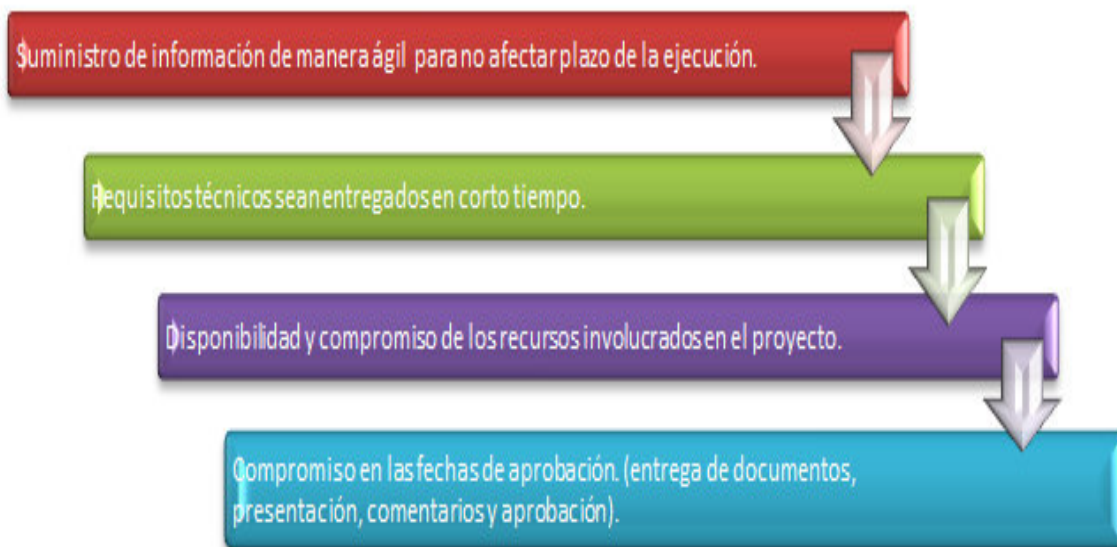 Suministro de información de manera ágil para no afectar plazo de la ejecución.
Requisitos técnicos sean entregados en corto tiempo.
Disponibilidad y compromiso de los recursos involucrados en el proyecto.
Compromiso en las fechas de aprobación. (entrega de documentos,
presentación, comentarios y aprobación).